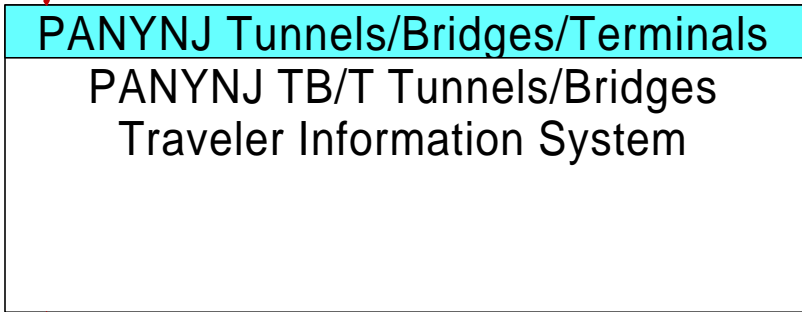 PANYNJ Tunnels/Bridges/Terminals
PANYNJ TB/T Tunnels/Bridges
Traveler Information System